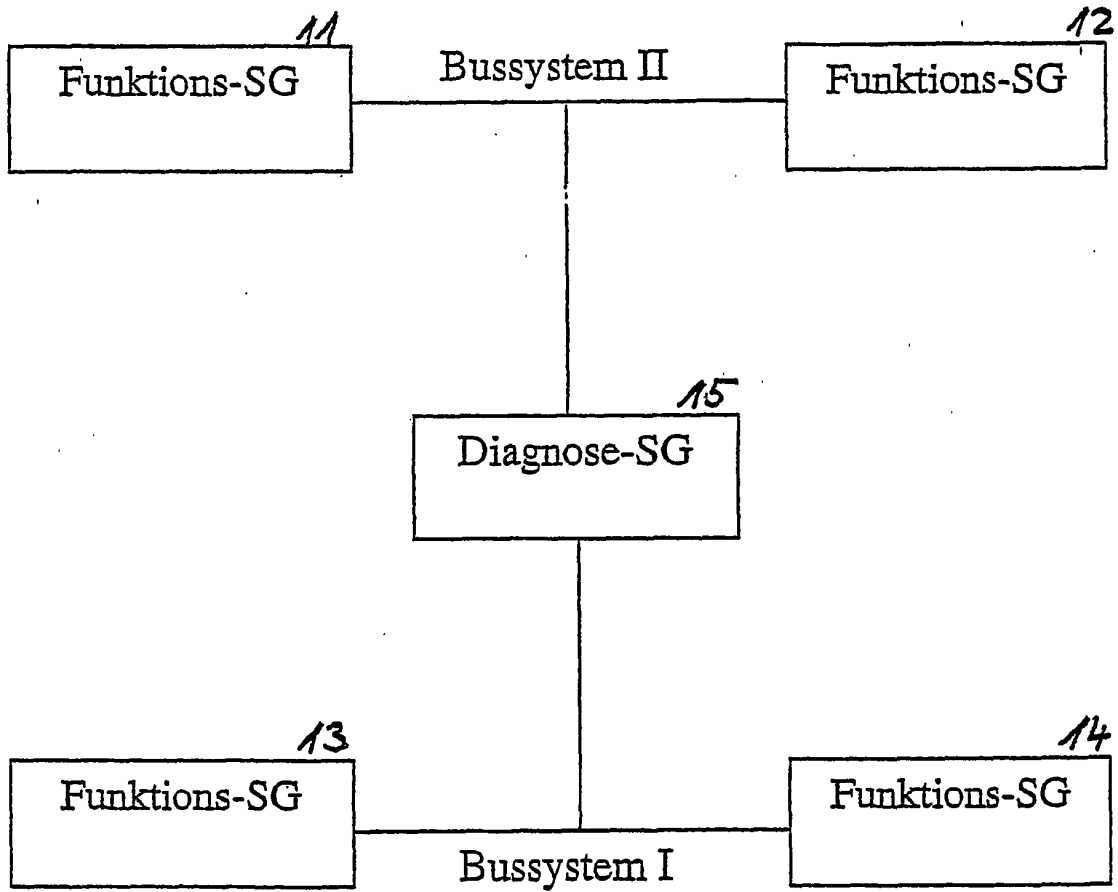 11
12
Funktions-SG
Bussystem II
Funktions-SG
15
Diagnose-SG
13
14
Funktions-SG
Funktions-SG
Bussystem I